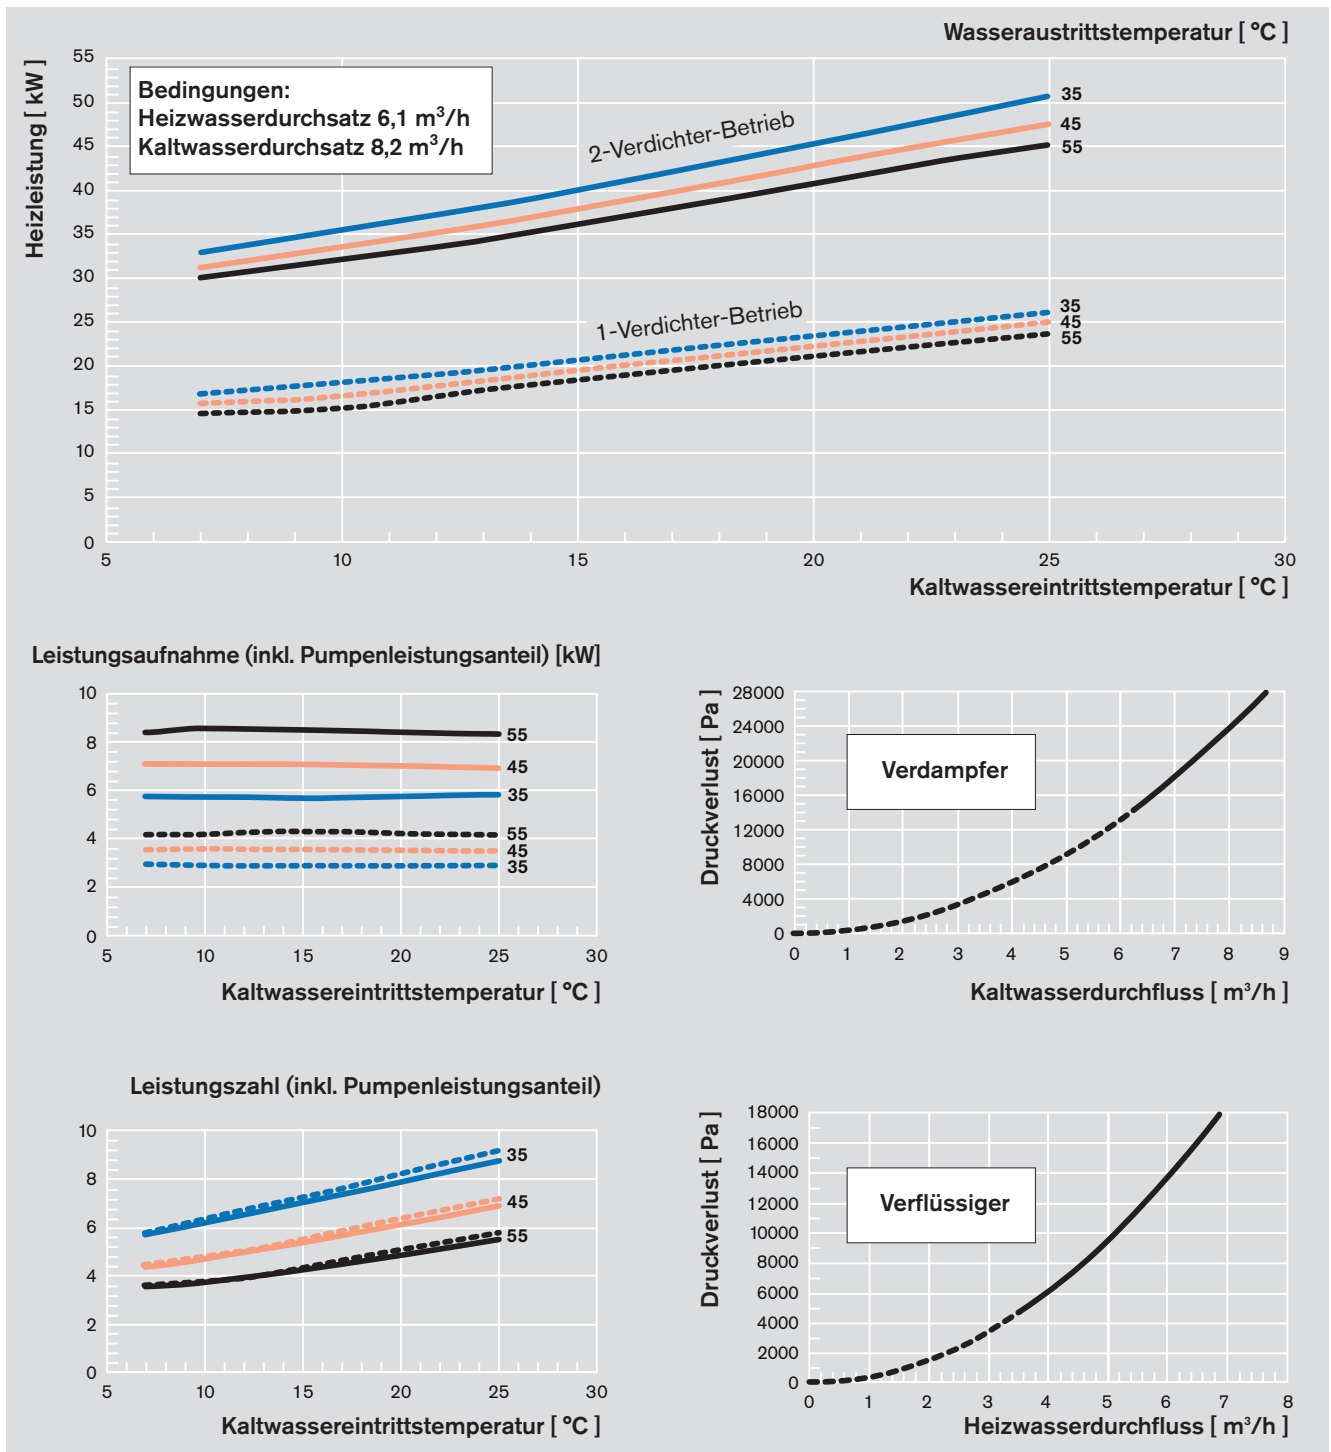 Wasseraustrittstemperatur [ °C ]
Heizleistung [ kW ]
55
50
45
40
35
30
25
20
15
10
5
0
Bedingungen:
Heizwasserdurchsatz 6,1 m³/h
Kaltwasserdurchsatz 8,2 m³/h
2-Verdichter-Betrieb
35
45
55
1-Verdichter-Betrieb
35
45
55
5 10 15 20 25 30
Kaltwassereintrittstemperatur [ °C ]
Leistungsaufnahme (inkl. Pumpenleistungsanteil) [kW]
10
8
6
4
2
0
55
45
35
55
45
35
5 10 15 20 25 30
Kaltwassereintrittstemperatur [ °C ]
Druckverlust [ Pa ]
28000
24000
20000
16000
12000
8000
4000
0
Verdampfer
0 1 2 3 4 5 6 7 8 9
Kaltwasserdurchfluss [ m³/h ]
Leistungszahl (inkl. Pumpenleistungsanteil)
10
8
6
4
2
0
35
45
55
5 10 15 20 25 30
Kaltwassereintrittstemperatur [ °C ]
Druckverlust [ Pa ]
18000
16000
14000
12000
10000
8000
6000
4000
2000
0
Verflüssiger
0 1 2 3 4 5 6 7 8
Heizwasserdurchfluss [ m³/h ]